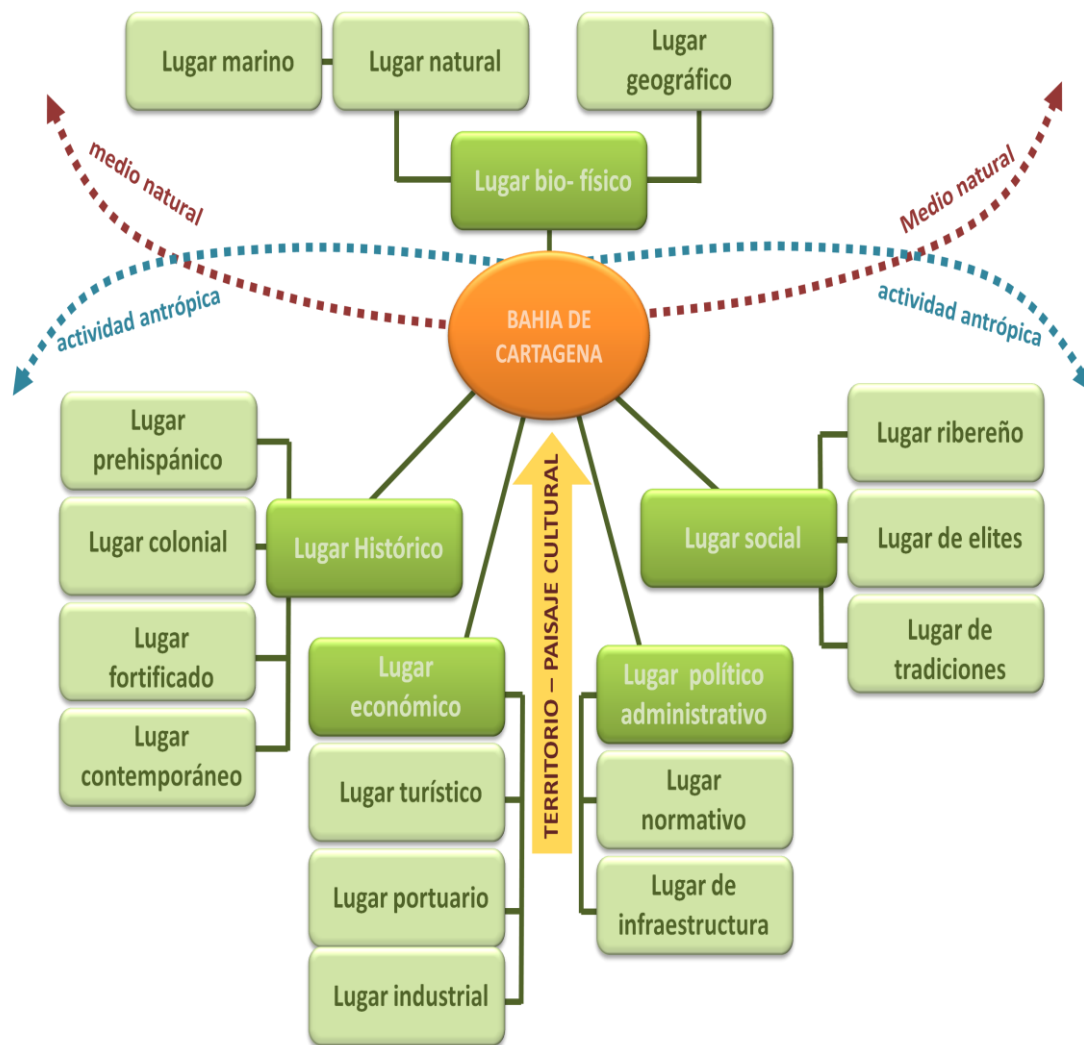 Lugar marino
Lugar natural
Lugar
geográfico
medio natural
Medio natural
Lugar bio- físico
actividad antrópica
actividad antrópica
BAHIA DE
CARTAGENA
Lugar
prehispánico
Lugar colonial
Lugar
fortificado
Lugar
contemporáneo
Lugar Histórico
Lugar
económico
Lugar turístico
Lugar portuario
Lugar industrial
TERRITORIO – PAISAJE CULTURAL
Lugar político
administrativo
Lugar
normativo
Lugar de
infraestructura
Lugar social
Lugar ribereño
Lugar de elites
Lugar de
tradiciones